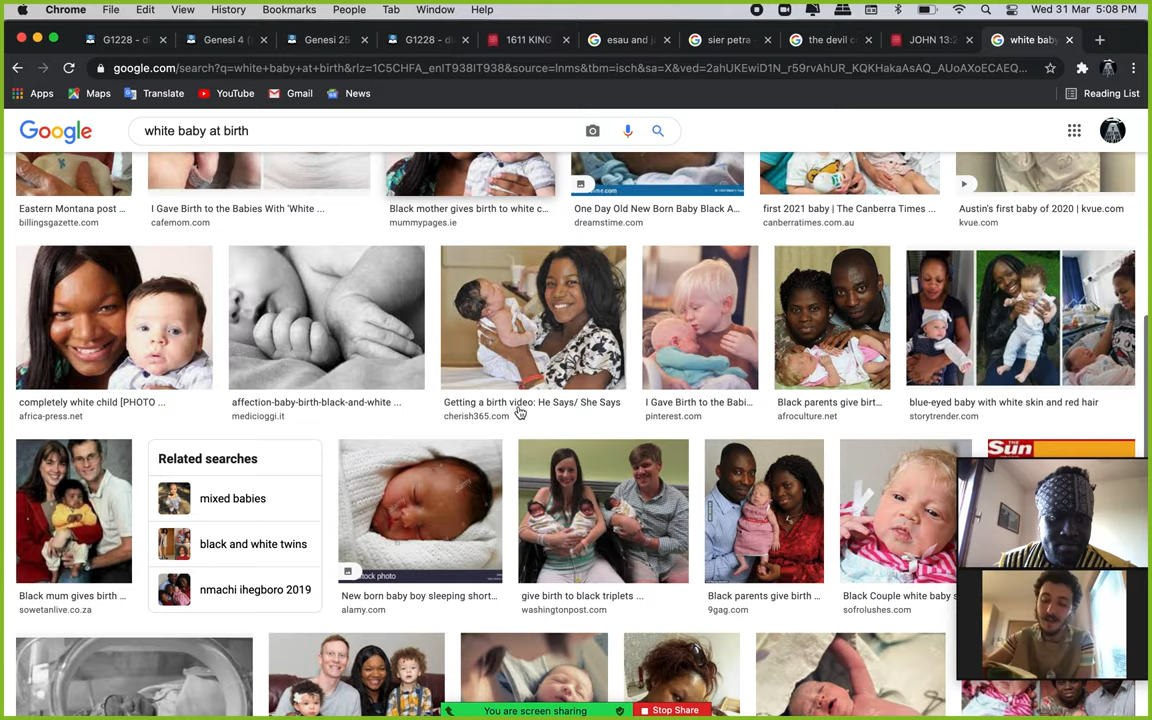 Chrome File Edit View History Bookmarks People Tab Window Help Wed 31 Mar 5:08 PM
G1228 - di Genesi 4 ( Genesi 25 G1228 - di 1611 KING esau and j sier petra the devil c JOHN 13:2 white baby
google.com/search?q=white+baby+at+birth&rlz=1C5CHFA_enIT938IT938&source=lnms&tbm=isch&sa=X&ved=2ahUKEwiD1N_r59rvAhUR_KQKHakaAsAQ_AUoAXoECAEQ...
Apps Maps Translate YouTube Gmail News Reading List
Google white baby at birth
Eastern Montana post ... I Gave Birth to the Babies With 'White ... Black mother gives birth to white c... One Day Old New Born Baby Black A... first 2021 baby | The Canberra Times ... Austin's first baby of 2020 | kvue.com
billingsgazette.com cafemom.com mummypages.ie dreamstime.com canberratimes.com.au kvue.com
completely white child [PHOTO ... affection-baby-birth-black-and-white ... Getting a birth video: He Says/ She Says I Gave Birth to the Babi... Black parents give birt... blue-eyed baby with white skin and red hair
africa-press.net medicioggi.it cherish365.com pinterest.com afroculture.net storytrender.com
The Sun
Related searches
mixed babies
black and white twins
nmachi ihegboro 2019
stock photo
Black mum gives birth ... New born baby boy sleeping short... give birth to black triplets ... Black parents give birth ... Black Couple white baby s
sowetanlive.co.za alamy.com washingtonpost.com 9gag.com sofrolushes.com
You are screen sharing Stop Share